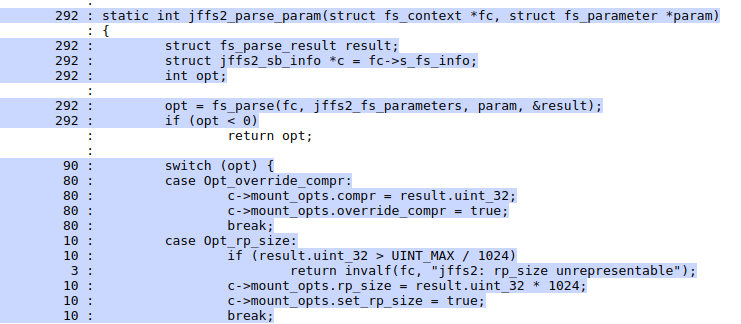 :
292 : static int jffs2_parse_param(struct fs_context *fc, struct fs_parameter *param)
: {
292 : struct fs_parse_result result;
292 : struct jffs2_sb_info *c = fc->s_fs_info;
292 : int opt;
:
292 : opt = fs_parse(fc, jffs2_fs_parameters, param, &result);
292 : if (opt < 0)
: return opt;
:
90 : switch (opt) {
80 : case Opt_override_compr:
80 : c->mount_opts.compr = result.uint_32;
80 : c->mount_opts.override_compr = true;
80 : break;
10 : case Opt_rp_size:
10 : if (result.uint_32 > UINT_MAX / 1024)
3 : return invalf(fc, "jffs2: rp_size unrepresentable");
10 : c->mount_opts.rp_size = result.uint_32 * 1024;
10 : c->mount_opts.set_rp_size = true;
10 : break;